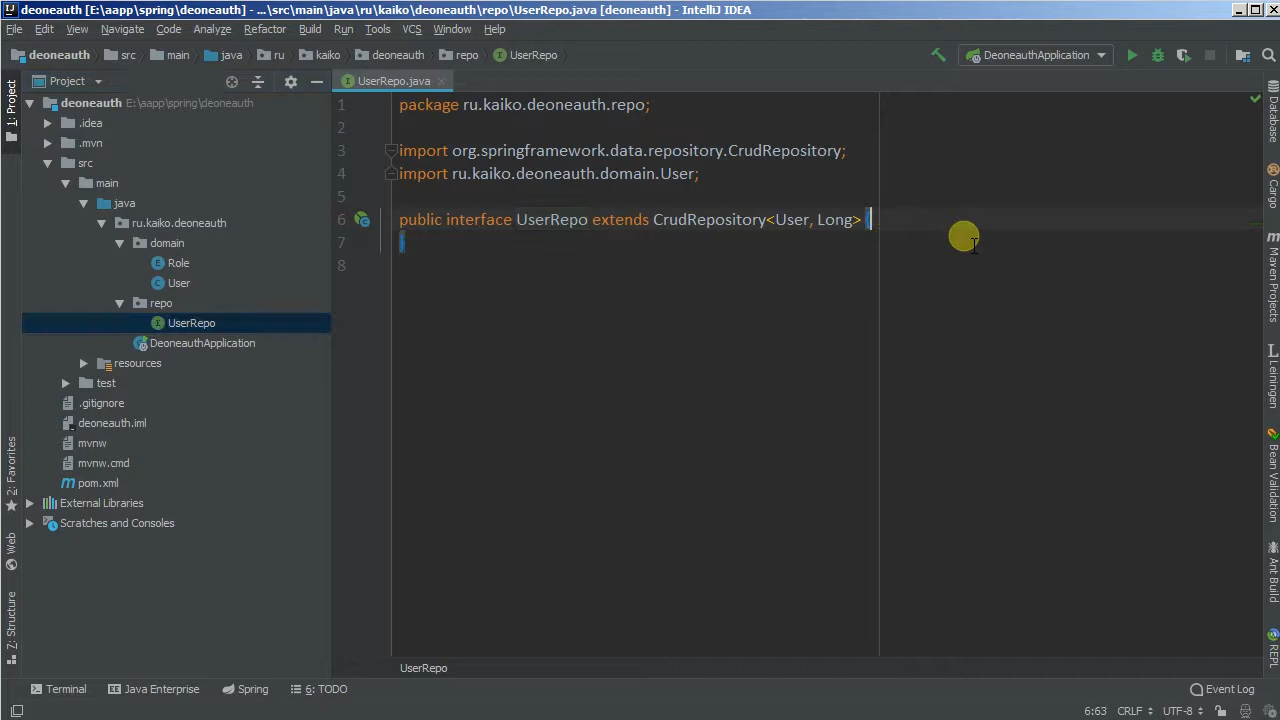 deoneauth [E:\aapp\spring\deoneauth] - ...\src\main\java\ru\kaiko\deoneauth\repo\UserRepo.java [deoneauth] - IntelliJ IDEA
File Edit View Navigate Code Analyze Refactor Build Run Tools VCS Window Help
deoneauth src main java ru kaiko deoneauth repo UserRepo DeoneauthApplication
1: Project
Project
UserRepo.java
deoneauth E:\aapp\spring\deoneauth
.idea
.mvn
src
main
java
ru.kaiko.deoneauth
domain
Role
User
repo
UserRepo
DeoneauthApplication
resources
test
.gitignore
deoneauth.iml
mvnw
mvnw.cmd
pom.xml
External Libraries
Scratches and Consoles
1 package ru.kaiko.deoneauth.repo;
2
3 import org.springframework.data.repository.CrudRepository;
4 import ru.kaiko.deoneauth.domain.User;
5
6 public interface UserRepo extends CrudRepository<User, Long> {
7 }
8
UserRepo
2: Favorites
Web
Z: Structure
Database
Cargo
Maven Projects
Leiningen
Bean Validation
Ant Build
REPL
Terminal Java Enterprise Spring 6: TODO Event Log
6:63 CRLF UTF-8